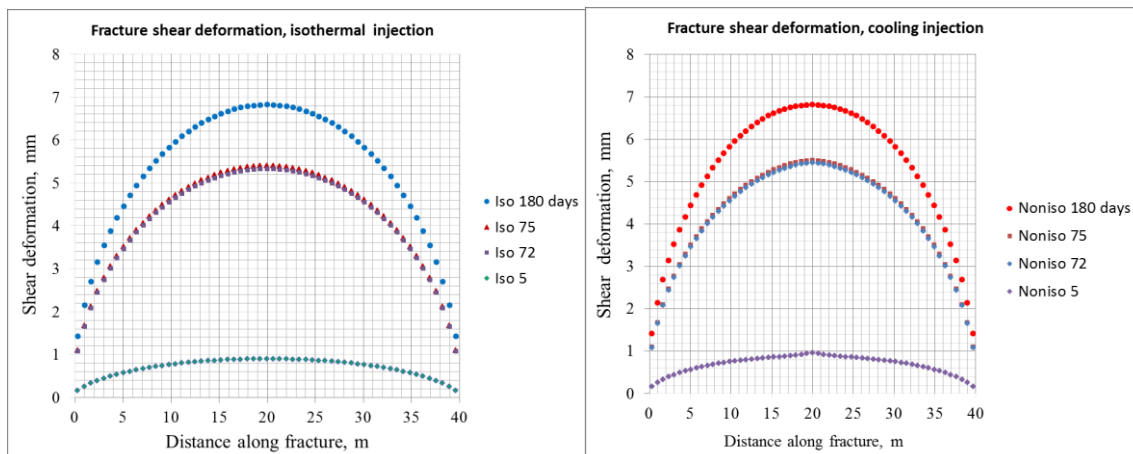 Fracture shear deformation, isothermal injection
8
7
6
5
4
3
2
1
0
Shear deformation, mm
0 5 10 15 20 25 30 35 40
Distance along fracture, m
Iso 180 days
Iso 75
Iso 72
Iso 5
Fracture shear deformation, cooling injection
8
7
6
5
4
3
2
1
0
Shear deformation, mm
0 5 10 15 20 25 30 35 40
Distance along fracture, m
Noniso 180 days
Noniso 75
Noniso 72
Noniso 5